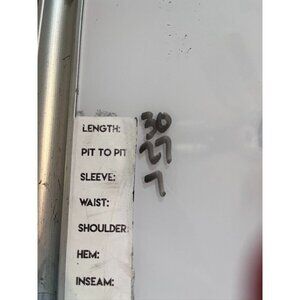 LENGTH: 30
PIT TO PIT 27
SLEEVE: 7
WAIST:
SHOULDER:
HEM:
INSEAM: